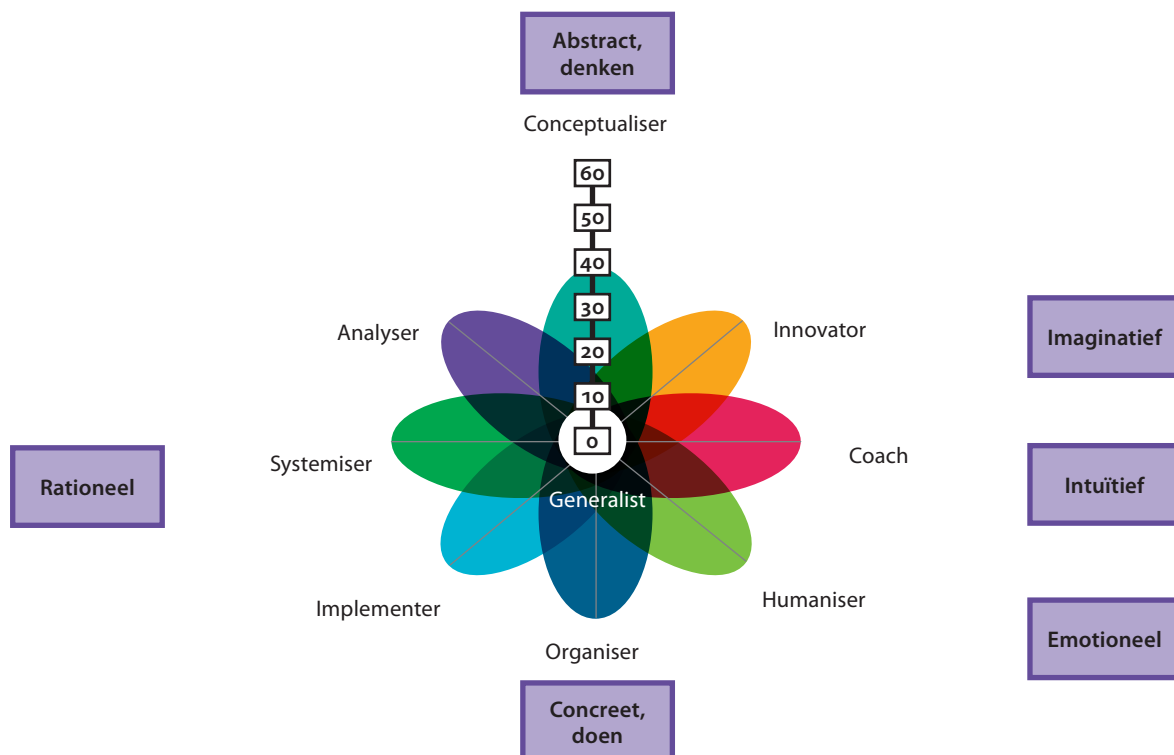 Abstract,
denken
Conceptualiser
60
50
40
30
20
10
0
Analyser
Innovator
Imaginatief
Systemiser
Coach
Rationeel
Intuïtief
Generalist
Implementer
Humaniser
Organiser
Emotioneel
Concreet,
doen